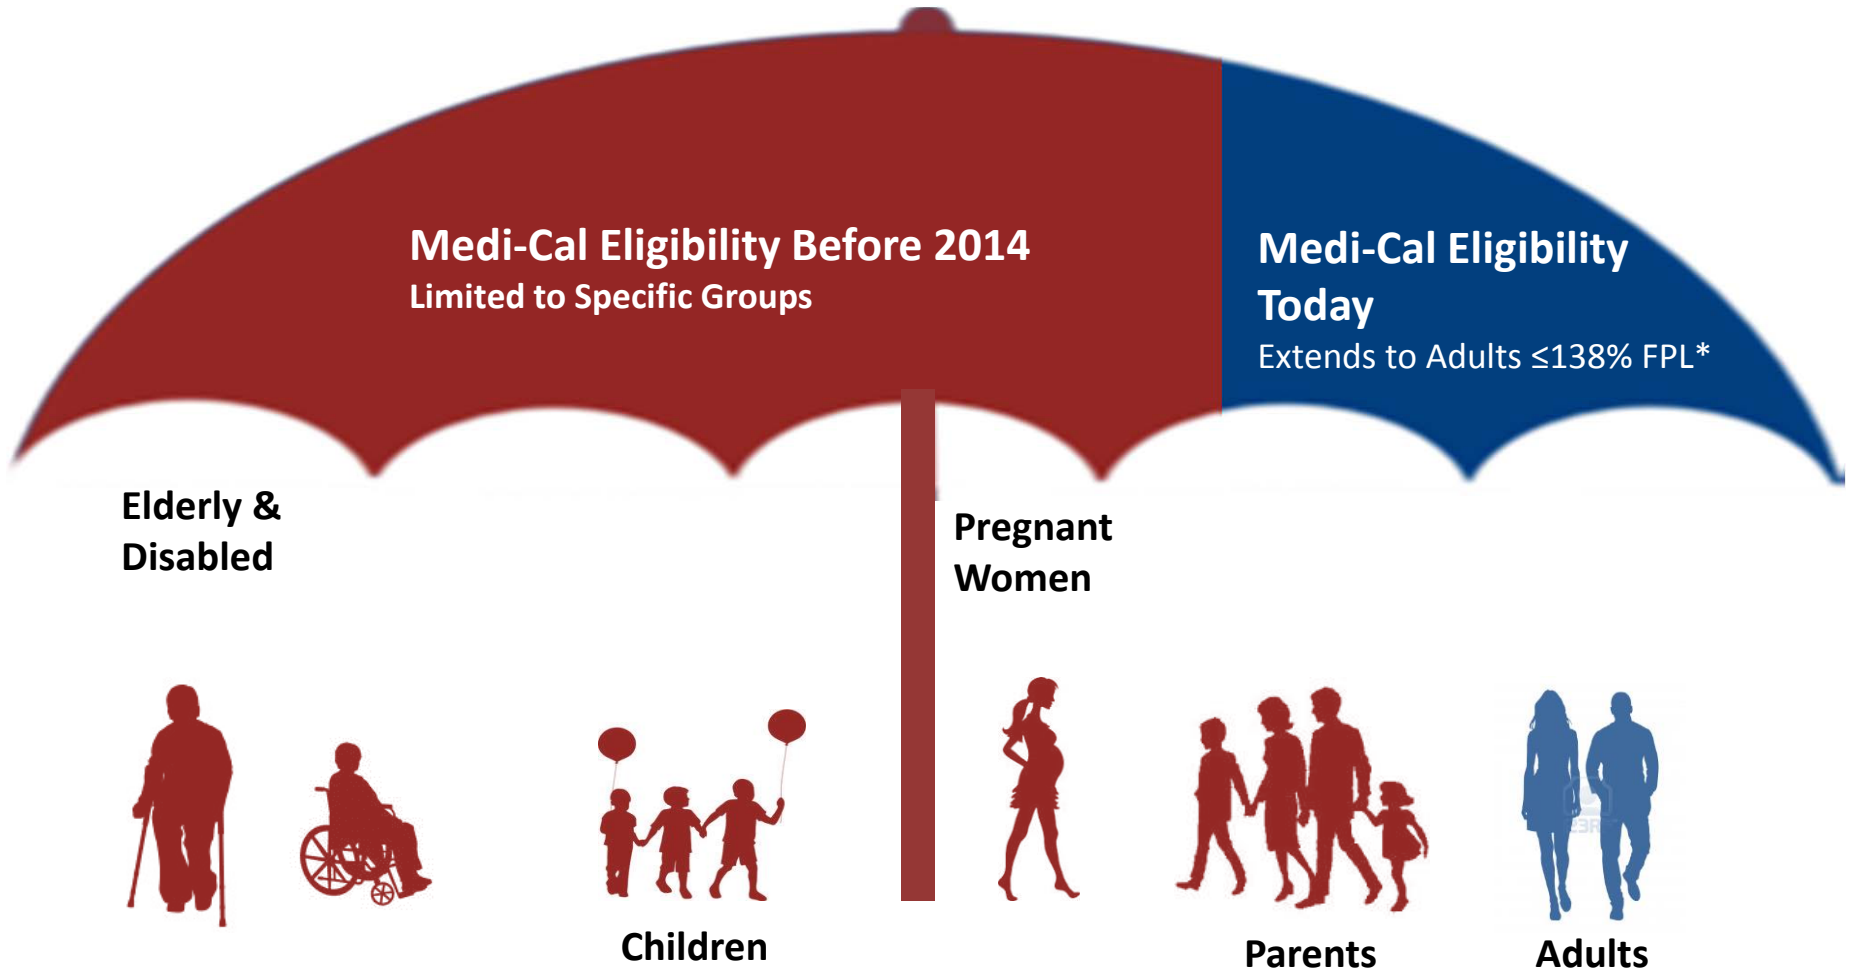 Medi-Cal Eligibility Before 2014
Limited to Specific Groups
Medi-Cal Eligibility
Today
Extends to Adults ≤138% FPL*
Elderly &
Disabled
Pregnant
Women
Children
Parents
Adults